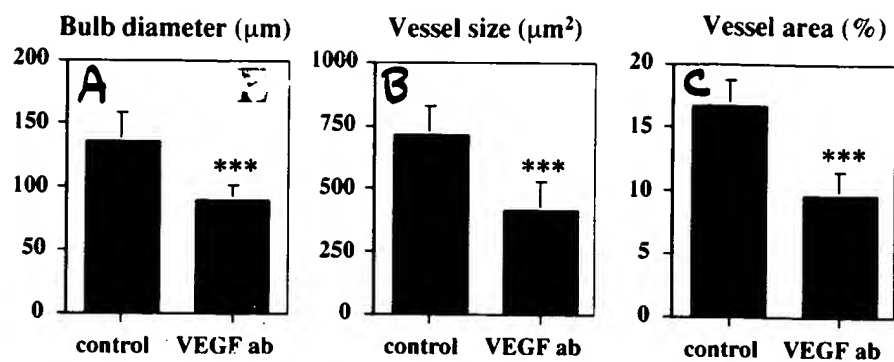 Bulb diameter (μm)
200
150
100
50
0
A
***
control VEGF ab
Vessel size (μm²)
1000
750
500
250
0
B
***
control VEGF ab
Vessel area (%)
20
15
10
5
0
C
***
control VEGF ab